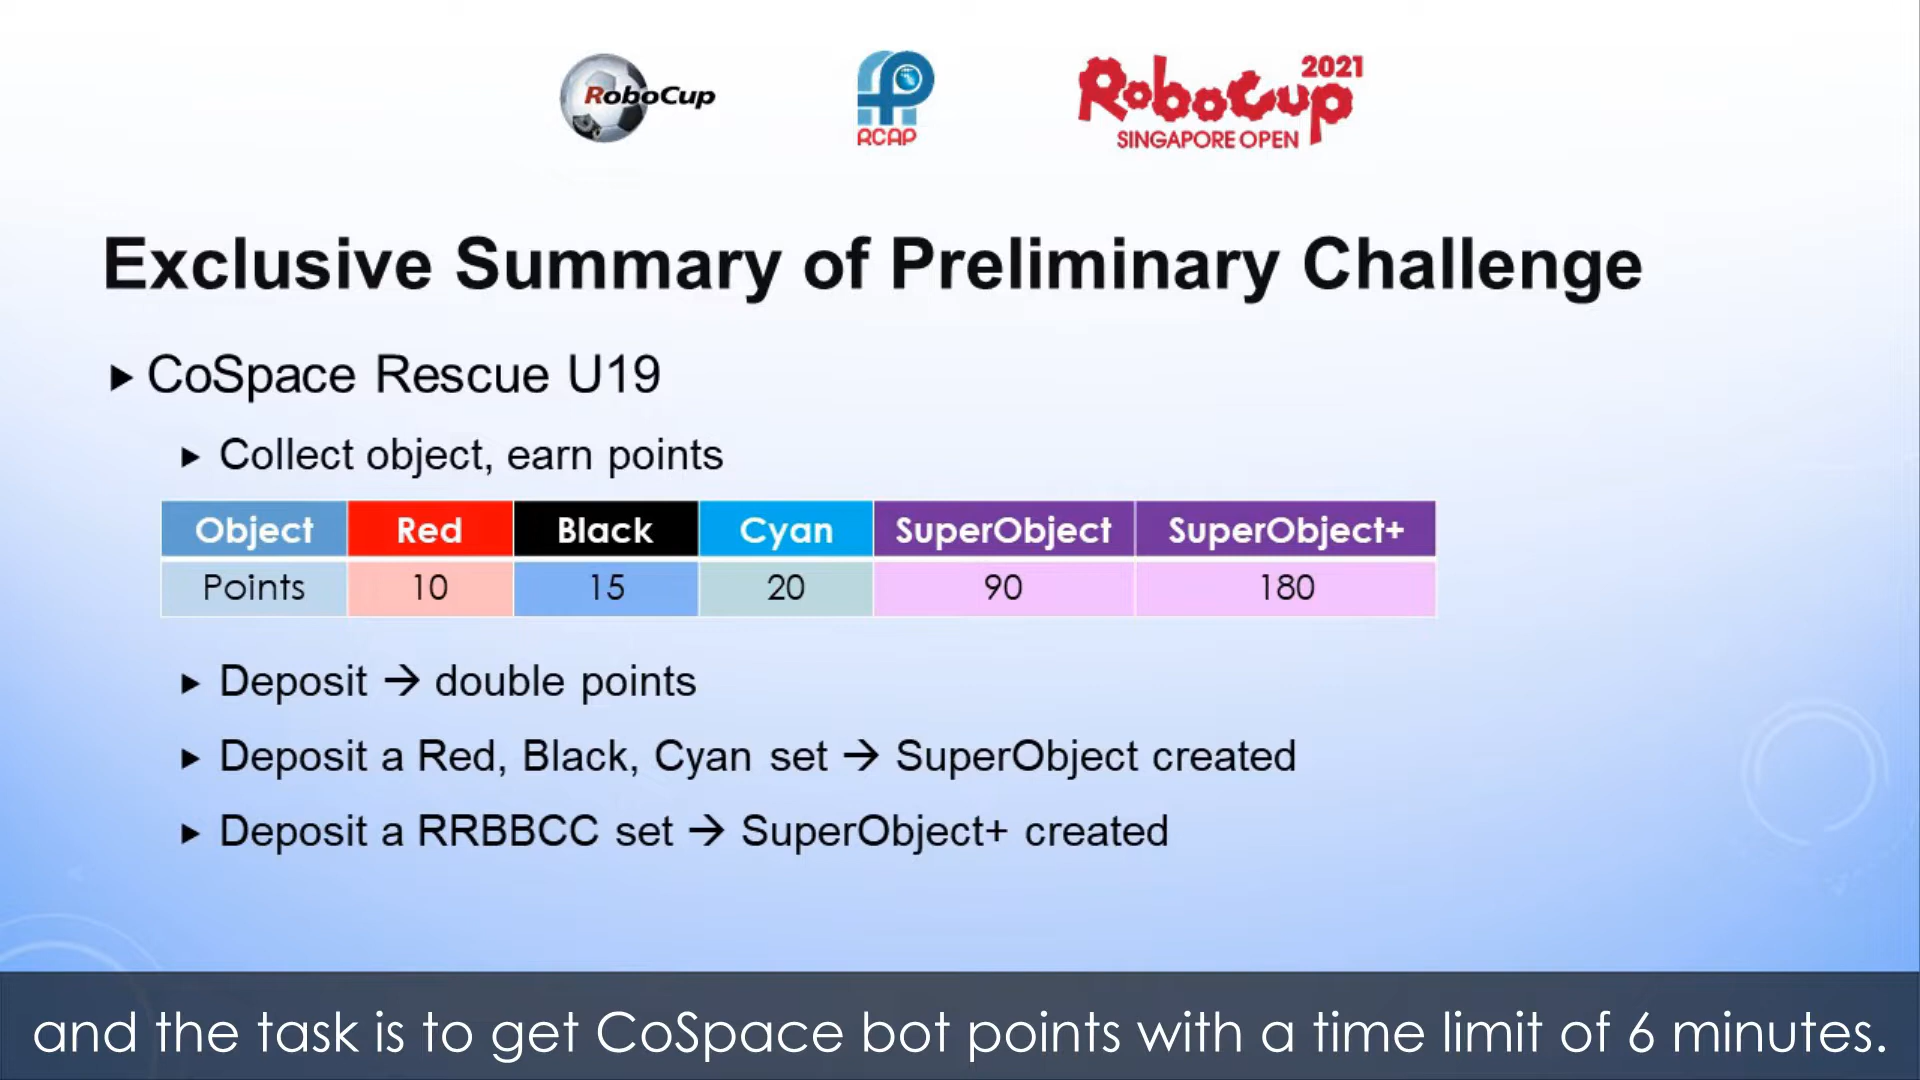 RoboCup
RCAP
RoboCup 2021
SINGAPORE OPEN
Exclusive Summary of Preliminary Challenge
CoSpace Rescue U19
Collect object, earn points
Object Red Black Cyan SuperObject SuperObject+
Points 10 15 20 90 180
Deposit → double points
Deposit a Red, Black, Cyan set → SuperObject created
Deposit a RRBBCC set → SuperObject+ created
and the task is to get CoSpace bot points with a time limit of 6 minutes.